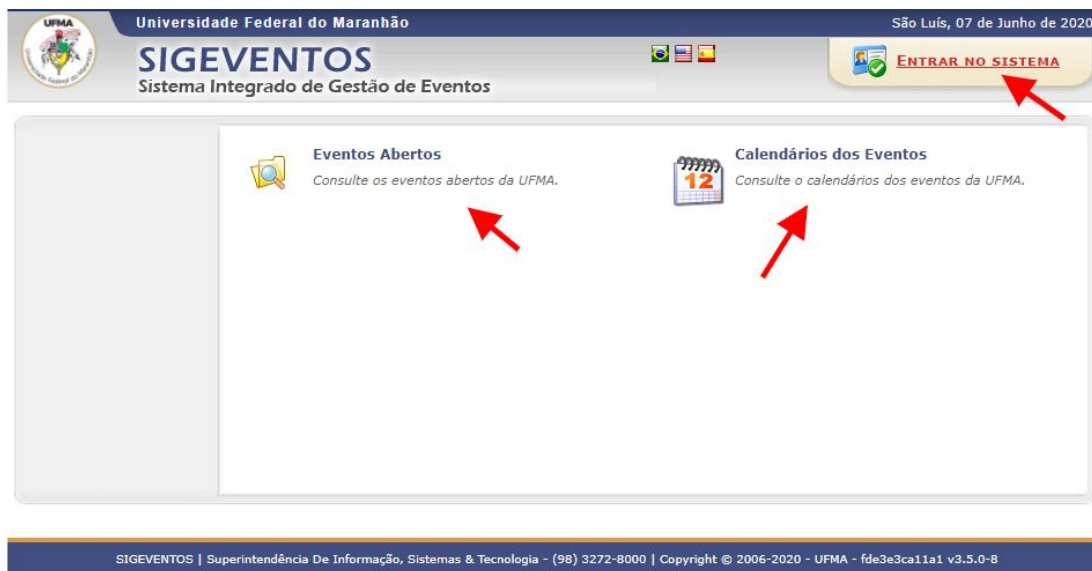 UFMA
Universidade Federal do Maranhão
São Luís, 07 de Junho de 2020
SIGEVENTOS
Sistema Integrado de Gestão de Eventos
ENTRAR NO SISTEMA
Eventos Abertos
Consulte os eventos abertos da UFMA.
12
Calendários dos Eventos
Consulte o calendários dos eventos da UFMA.
SIGEVENTOS | Superintendência De Informação, Sistemas & Tecnologia - (98) 3272-8000 | Copyright © 2006-2020 - UFMA - fde3e3ca11a1 v3.5.0-8